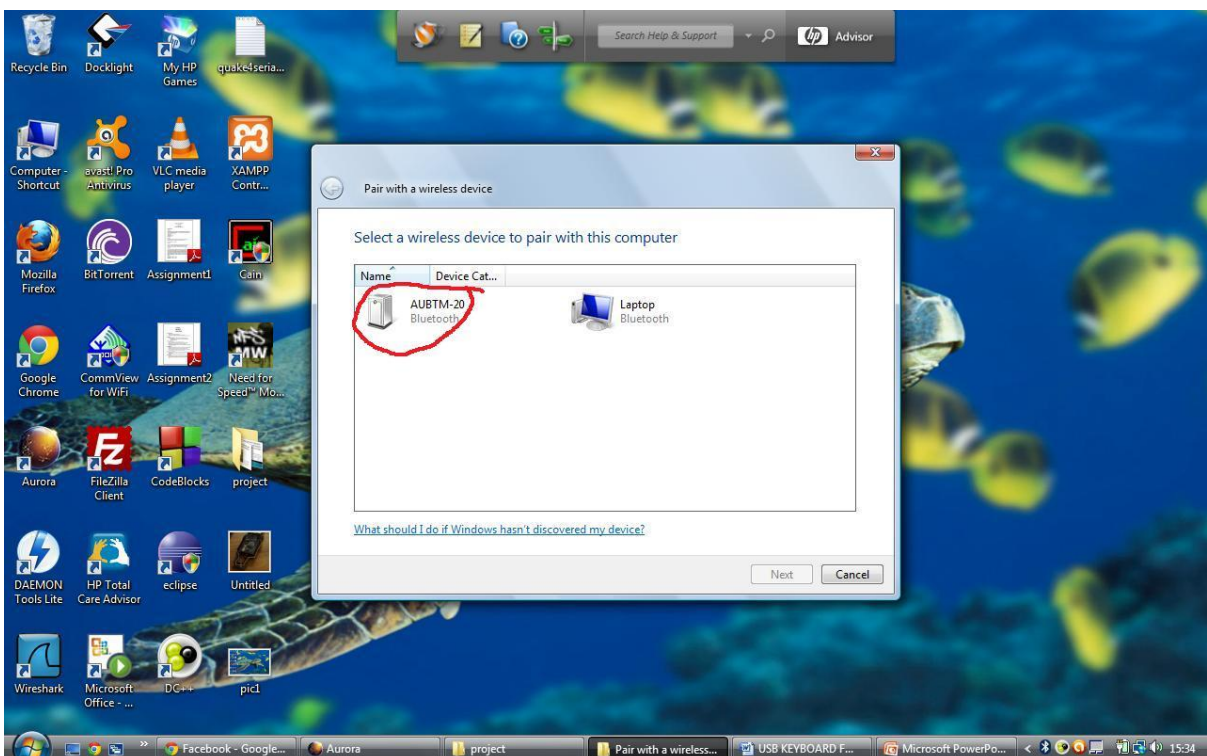 Search Help & Support
hp
Advisor
Recycle Bin
Docklight
My HP
Games
quake4seria...
Computer -
Shortcut
avast! Pro
Antivirus
VLC media
player
XAMPP
Contr...
Mozilla
Firefox
BitTorrent
Assignment1
Cain
Google
Chrome
CommView
for WiFi
Assignment2
NFS
MW
Need for
Speed™ Mo...
Aurora
Fz
FileZilla
Client
CodeBlocks
project
DAEMON
Tools Lite
HP Total
Care Advisor
eclipse
Untitled
Wireshark
Microsoft
Office - ...
DC++
pic1
Pair with a wireless device
Select a wireless device to pair with this computer
Name
Device Cat...
AUBTM-20
Bluetooth
Laptop
Bluetooth
What should I do if Windows hasn't discovered my device?
Next
Cancel
»
Facebook - Google...
Aurora
project
Pair with a wireless...
USB KEYBOARD F...
Microsoft PowerPo...
<
15:34